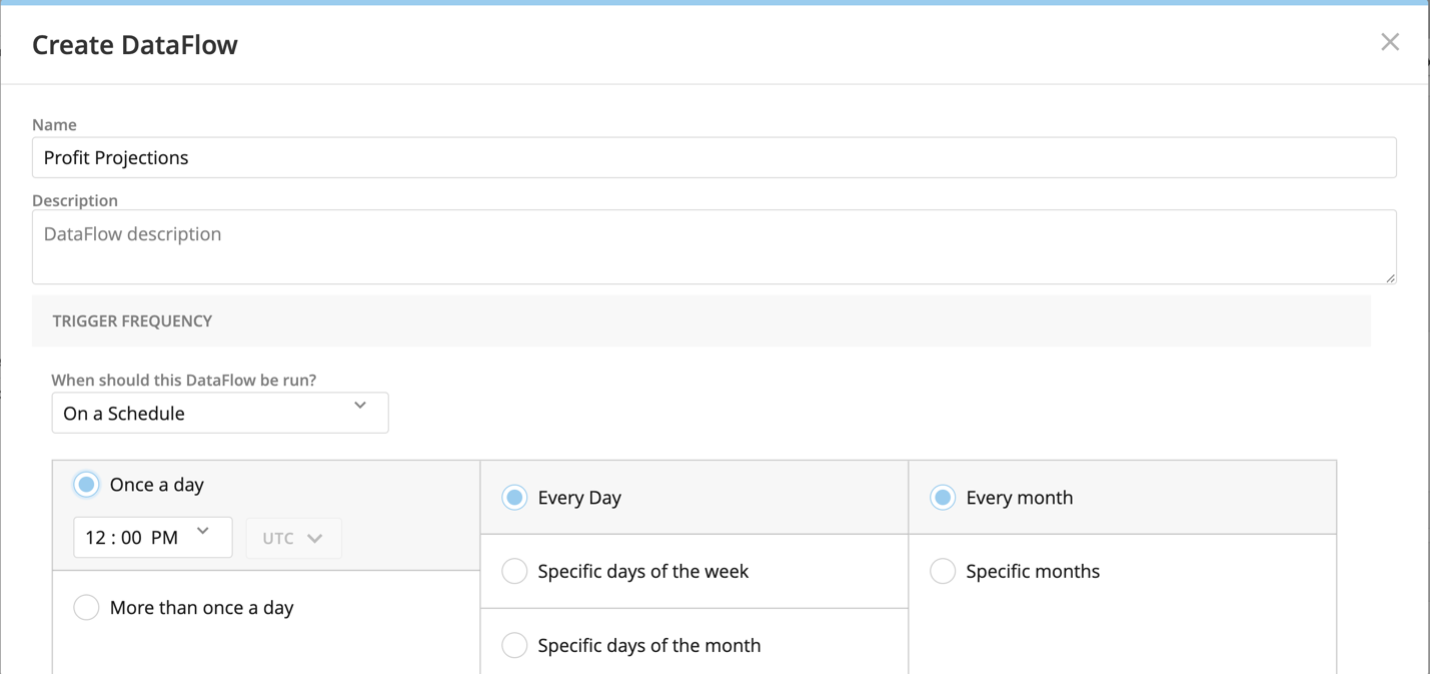 Create DataFlow
Name
Profit Projections
Description
DataFlow description
TRIGGER FREQUENCY
When should this DataFlow be run?
On a Schedule
Once a day
12 : 00 PM UTC
More than once a day
Every Day
Specific days of the week
Specific days of the month
Every month
Specific months